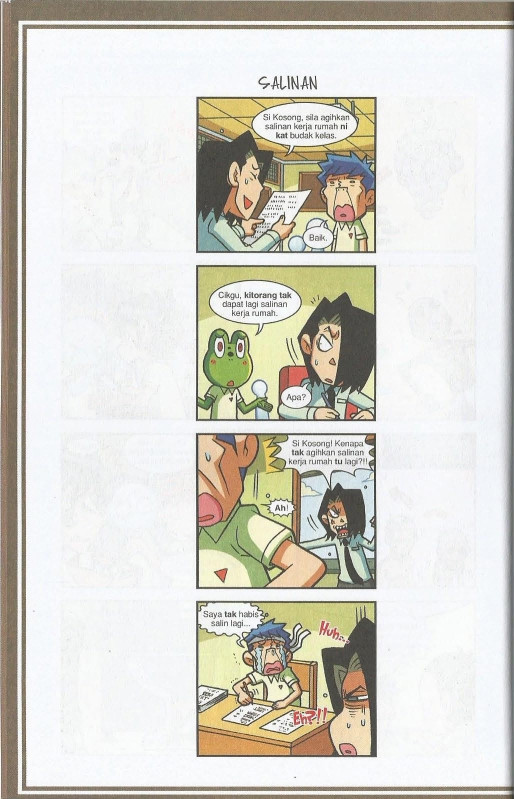 SALINAN
Si Kosong, sila agihkan
salinan kerja rumah ni
kat budak kelas.
Baik.
Cikgu, kitorang tak
dapat lagi salinan
kerja rumah.
Apa?
Si Kosong! Kenapa
tak agihkan salinan
kerja rumah tu lagi?!!
Ah!
Saya tak habis
salin lagi...
Huh...
Eh?!!